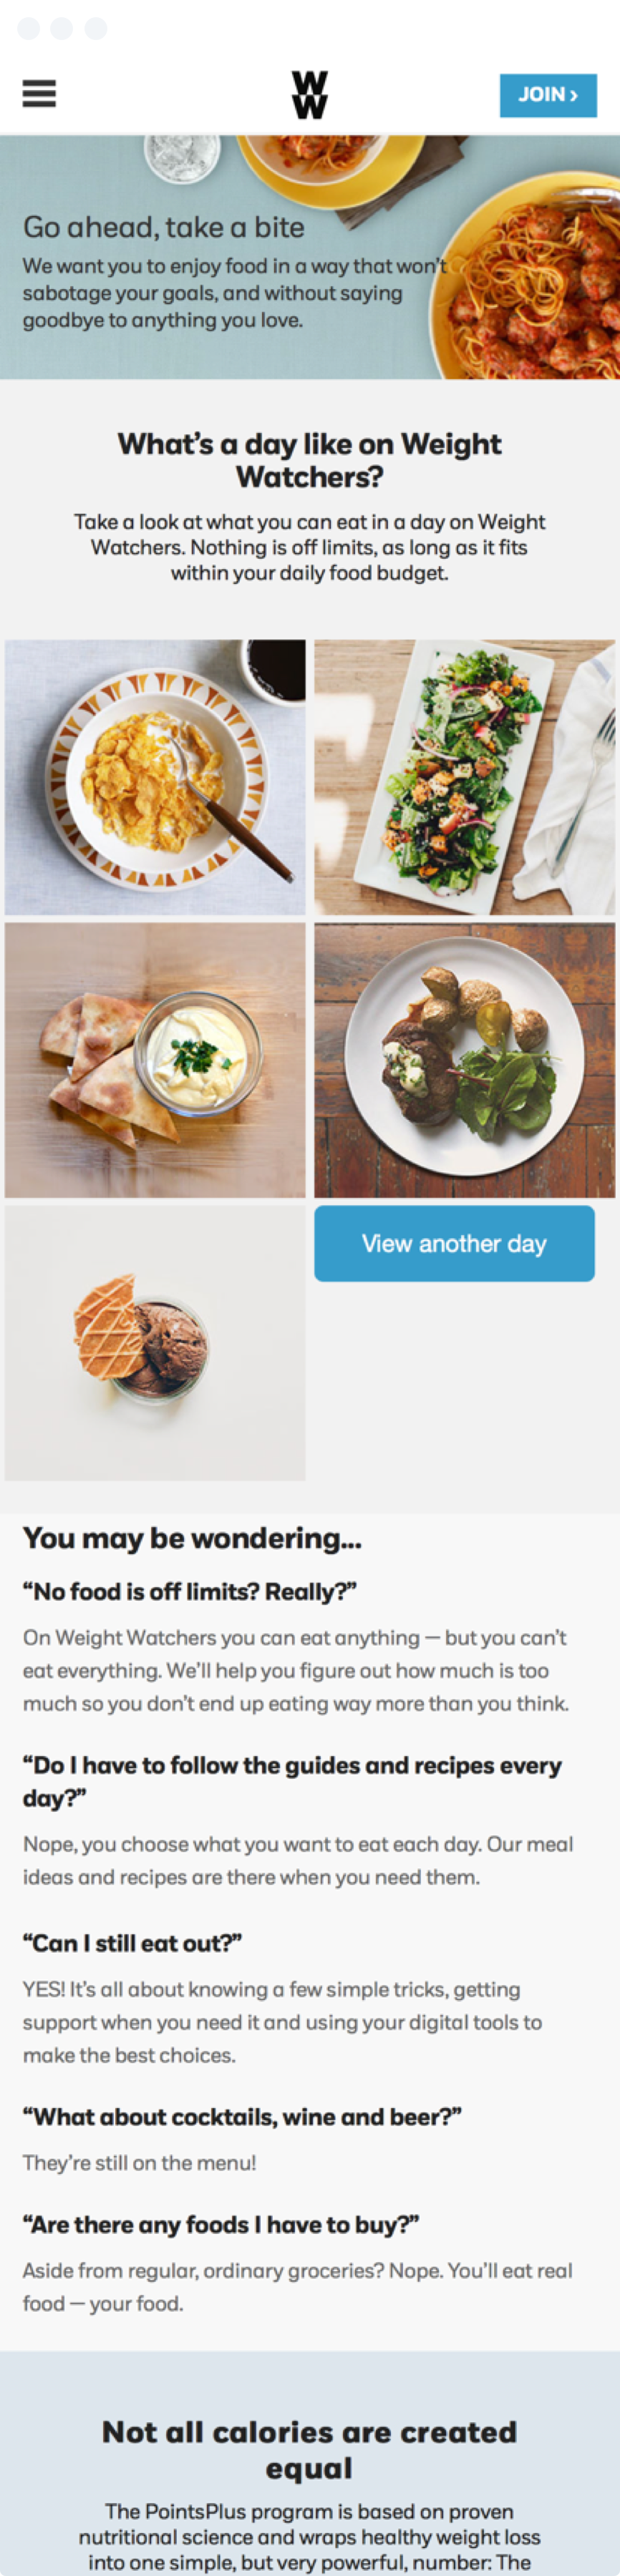 W
W
JOIN ›
Go ahead, take a bite
We want you to enjoy food in a way that won't
sabotage your goals, and without saying
goodbye to anything you love.
What's a day like on Weight
Watchers?
Take a look at what you can eat in a day on Weight
Watchers. Nothing is off limits, as long as it fits
within your daily food budget.
View another day
You may be wondering...
“No food is off limits? Really?”
On Weight Watchers you can eat anything — but you can’t
eat everything. We’ll help you figure out how much is too
much so you don’t end up eating way more than you think.
“Do I have to follow the guides and recipes every
day?”
Nope, you choose what you want to eat each day. Our meal
ideas and recipes are there when you need them.
“Can I still eat out?”
YES! It’s all about knowing a few simple tricks, getting
support when you need it and using your digital tools to
make the best choices.
“What about cocktails, wine and beer?”
They’re still on the menu!
“Are there any foods I have to buy?”
Aside from regular, ordinary groceries? Nope. You’ll eat real
food — your food.
Not all calories are created
equal
The PointsPlus program is based on proven
nutritional science and wraps healthy weight loss
into one simple, but very powerful, number: The